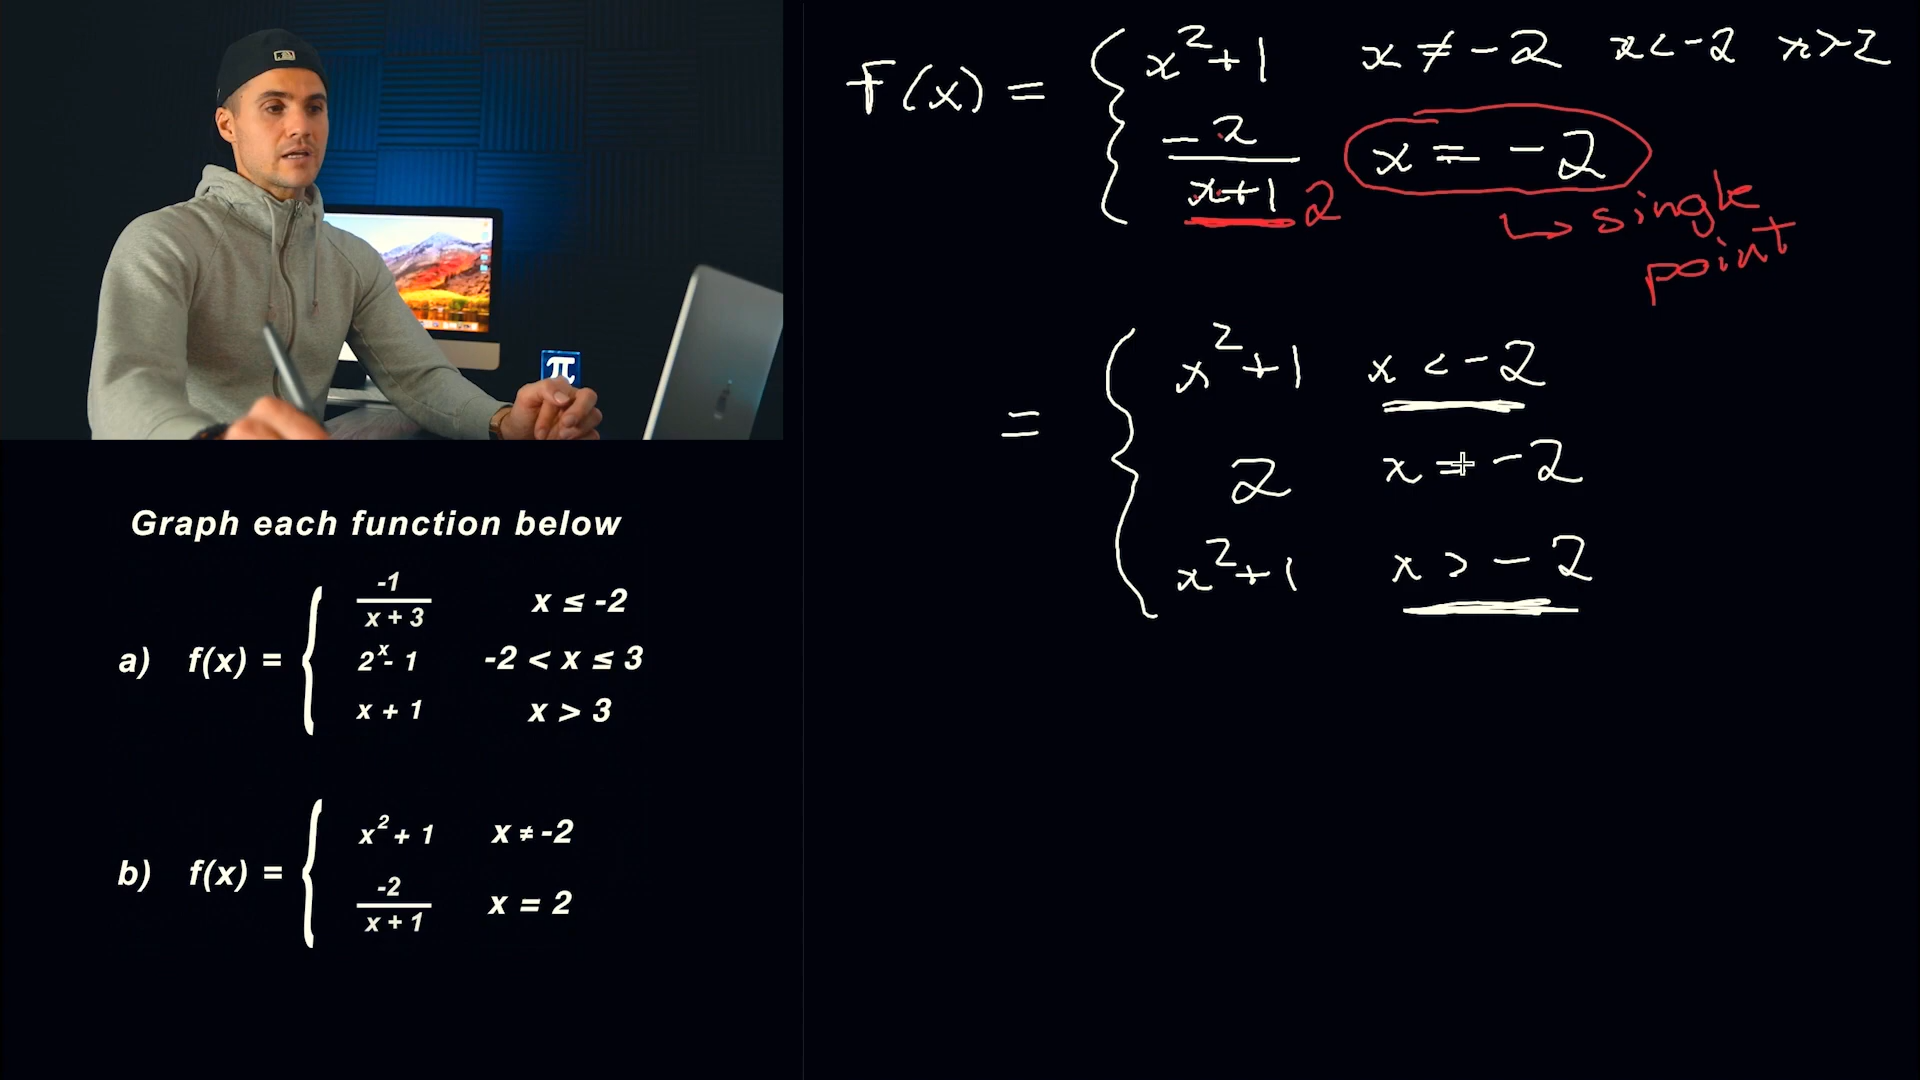 π
Graph each function below
a) f(x) = { -1/(x + 3)   x ≤ -2
2^x - 1   -2 < x ≤ 3
x + 1   x > 3
b) f(x) = { x² + 1   x ≠ -2
-2/(x + 1)   x = 2
F(x) = { x² + 1   x ≠ -2   x < -2   x > 2
-2/(x+1)   2   x = -2
↳ single
point
= { x² + 1   x < -2
2   x = -2
x² + 1   x > -2